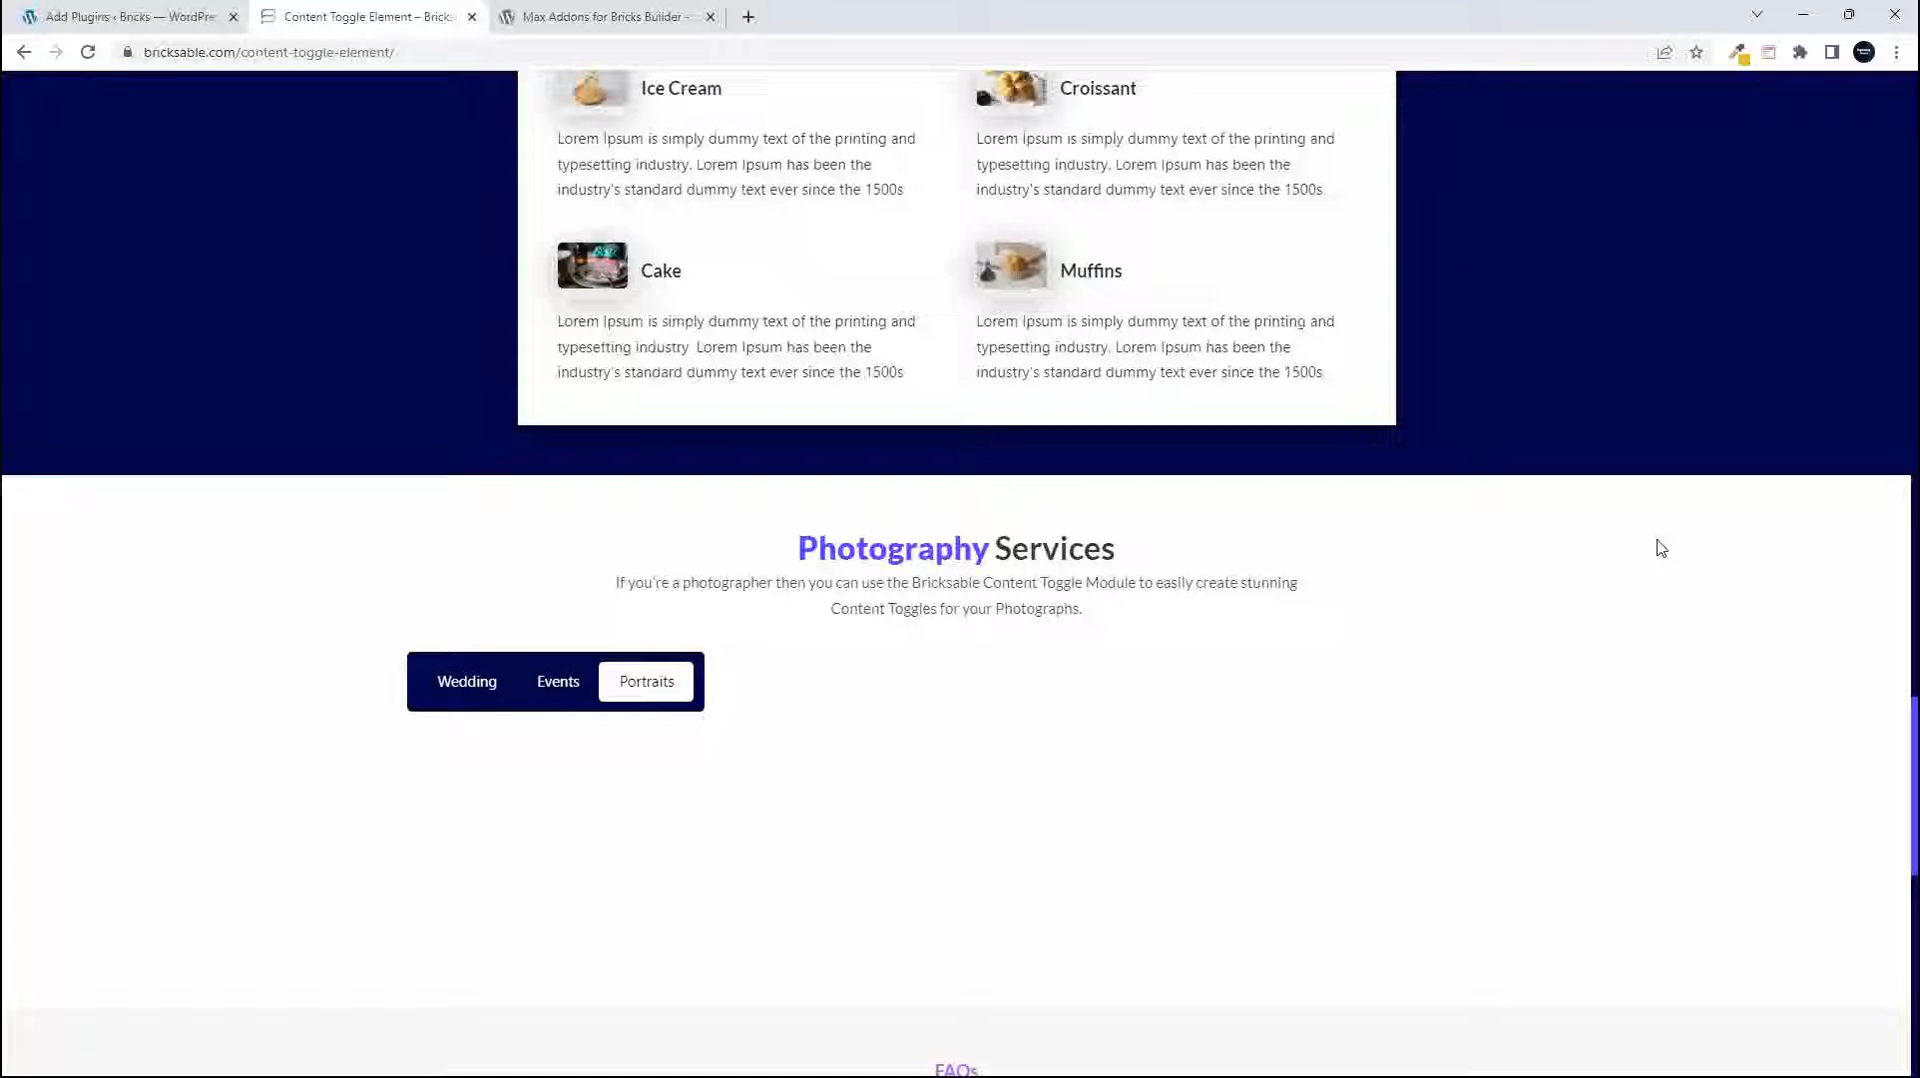 Add Plugins ‹ Bricks — WordPre
Content Toggle Element – Bricks
Max Addons for Bricks Builder -
bricksable.com/content-toggle-element/
Ice Cream
Lorem Ipsum is simply dummy text of the printing and
typesetting industry. Lorem Ipsum has been the
industry's standard dummy text ever since the 1500s
Croissant
Lorem Ipsum is simply dummy text of the printing and
typesetting industry. Lorem Ipsum has been the
industry's standard dummy text ever since the 1500s.
Cake
Lorem Ipsum is simply dummy text of the printing and
typesetting industry Lorem Ipsum has been the
industry's standard dummy text ever since the 1500s
Muffins
Lorem Ipsum is simply dummy text of the printing and
typesetting industry. Lorem Ipsum has been the
industry's standard dummy text ever since the 1500s
Photography Services
If you're a photographer then you can use the Bricksable Content Toggle Module to easily create stunning
Content Toggles for your Photographs.
Wedding
Events
Portraits
FAQs